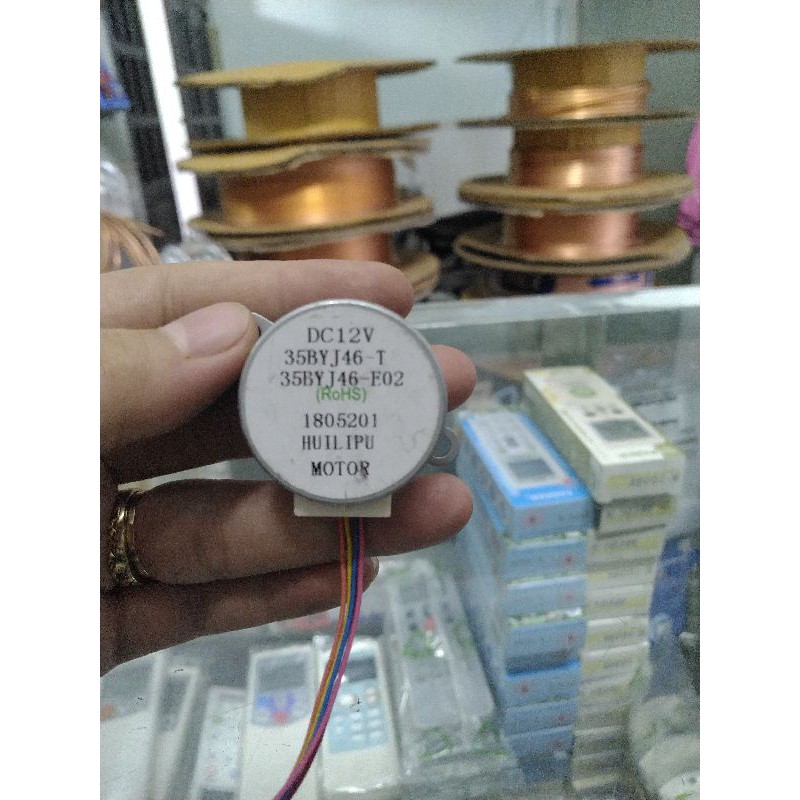 DC12V
35BYJ46-T
35BYJ46-E02
(RoHS)
1805201
HUILIPU
MOTOR